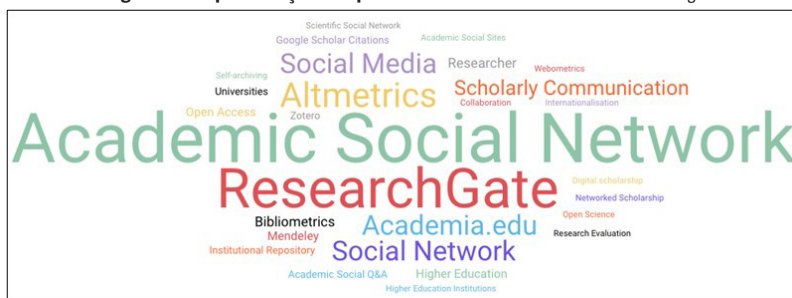 Scientific Social Network
Google Scholar Citations
Academic Social Sites
Social Media
Researcher
Self-archiving
Webometrics
Universities
Altmetrics
Scholarly Communication
Open Access
Zotero
Collaboration
Internationalisation
Academic Social Network
ResearchGate
Digital scholarship
Networked Scholarship
Bibliometrics
Academia.edu
Open Science
Mendeley
Research Evaluation
Institutional Repository
Social Network
Academic Social Q&A
Higher Education
Higher Education Institutions